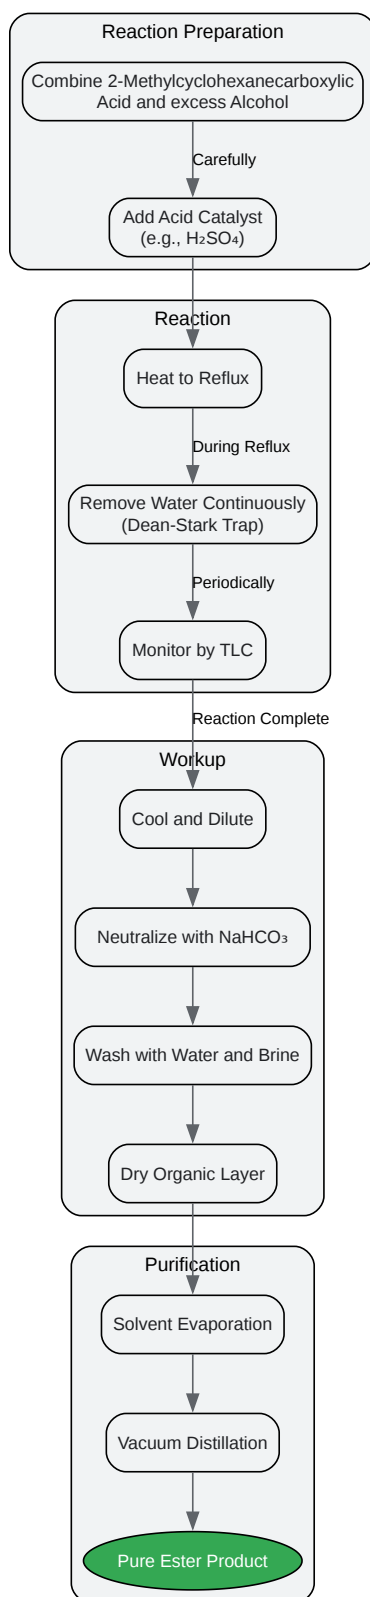 Reaction Preparation
Combine 2-Methylcyclohexanecarboxylic
Acid and excess Alcohol
Carefully
Add Acid Catalyst
(e.g., H₂SO₄)
Reaction
Heat to Reflux
During Reflux
Remove Water Continuously
(Dean-Stark Trap)
Periodically
Monitor by TLC
Reaction Complete
Workup
Cool and Dilute
Neutralize with NaHCO₃
Wash with Water and Brine
Dry Organic Layer
Purification
Solvent Evaporation
Vacuum Distillation
Pure Ester Product